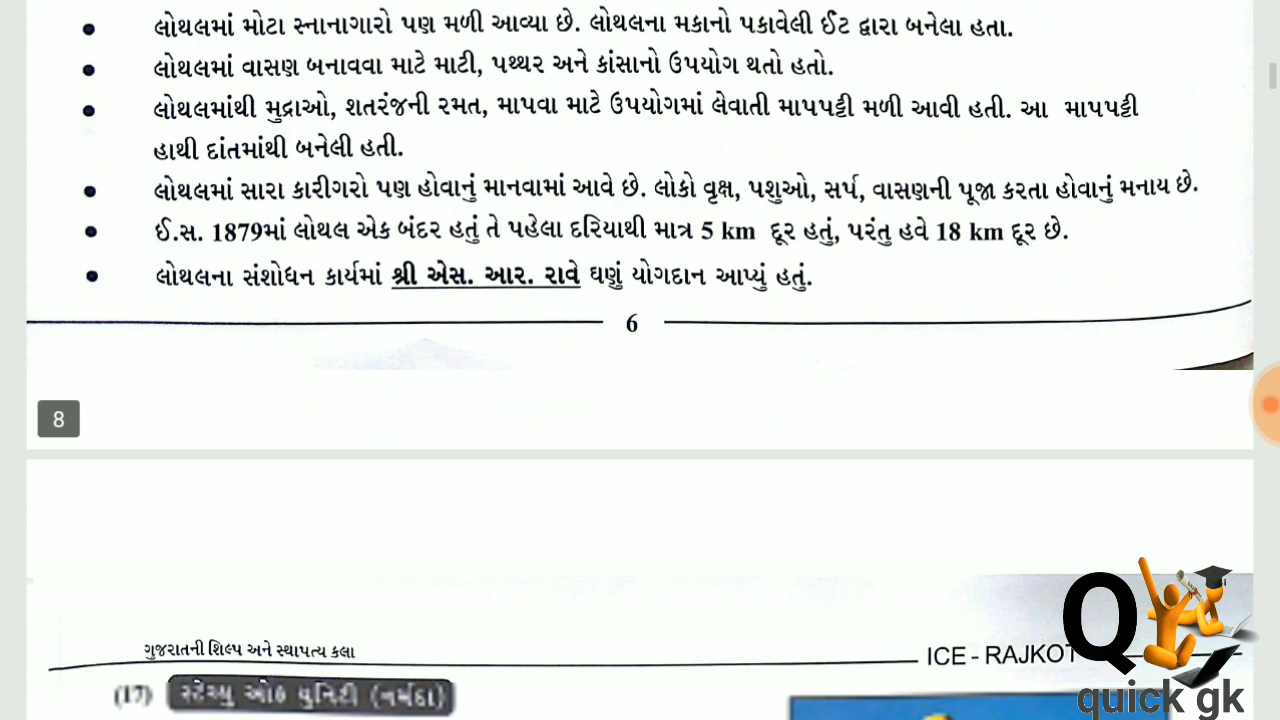 • લોથલમાં મોટા સ્નાનાગારો પણ મળી આવ્યા છે. લોથલના મકાનો પકાવેલી ઈંટ દ્વારા બનેલા હતા.
• લોથલમાં વાસણ બનાવવા માટે માટી, પથ્થર અને કાંસાનો ઉપયોગ થતો હતો.
• લોથલમાંથી મુદ્રાઓ, શતરંજની રમત, માપવા માટે ઉપયોગમાં લેવાતી માપપટ્ટી મળી આવી હતી. આ માપપટ્ટી
હાથી દાંતમાંથી બનેલી હતી.
• લોથલમાં સારા કારીગરો પણ હોવાનું માનવામાં આવે છે. લોકો વૃક્ષ, પશુઓ, સર્પ, વાસણની પૂજા કરતા હોવાનું મનાય છે.
• ઈ.સ. 1879માં લોથલ એક બંદર હતું તે પહેલા દરિયાથી માત્ર 5 km દૂર હતું, પરંતુ હવે 18 km દૂર છે.
• લોથલના સંશોધન કાર્યમાં શ્રી એસ. આર. રાવે ઘણું યોગદાન આપ્યું હતું.
6
8
ગુજરાતની શિલ્પ અને સ્થાપત્ય કલા
ICE - RAJKOT
(17) સ્ટેચ્યુ ઓફ યુનિટી (નર્મદા)
Q
quick gk